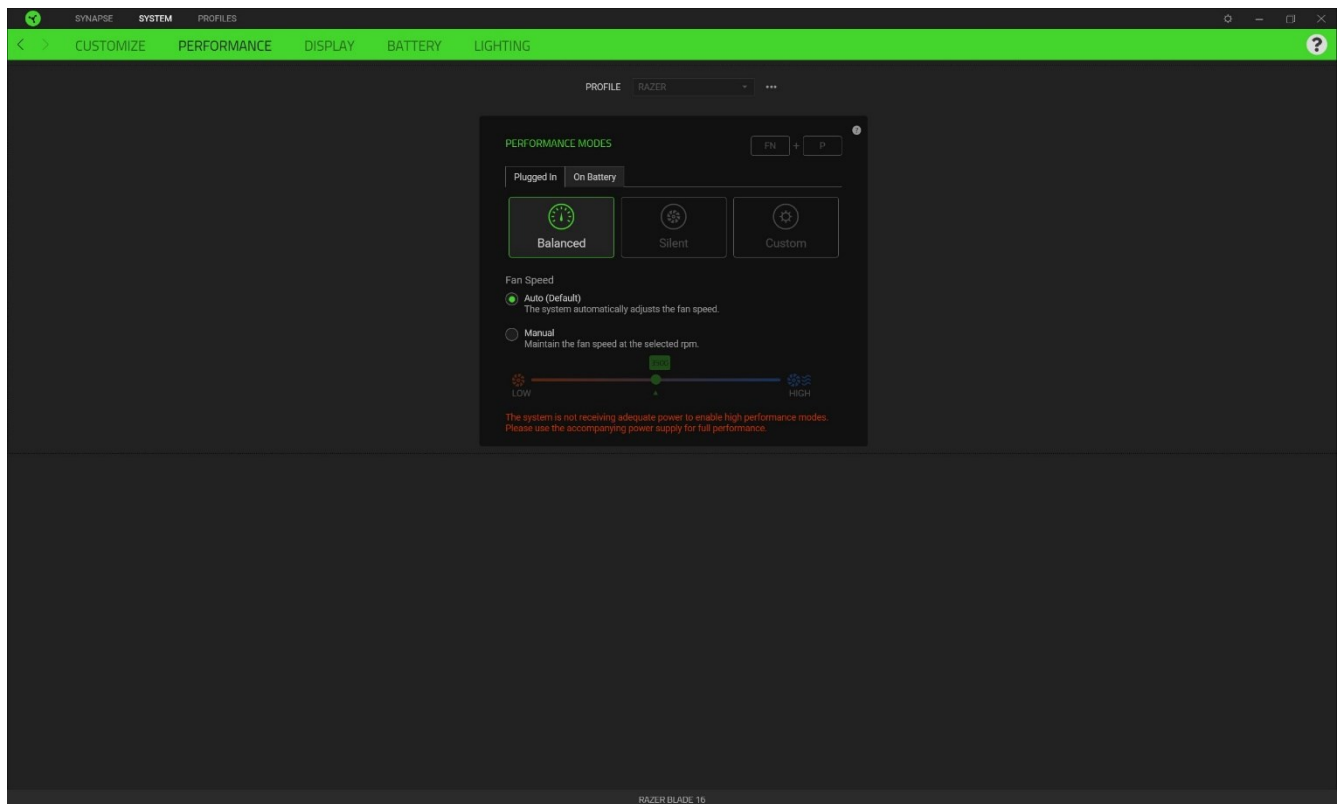 SYNAPSE SYSTEM PROFILES
CUSTOMIZE PERFORMANCE DISPLAY BATTERY LIGHTING ?
PROFILE RAZER
PERFORMANCE MODES FN + P ?
Plugged In On Battery
Balanced Silent Custom
Fan Speed
Auto (Default)
The system automatically adjusts the fan speed.
Manual
Maintain the fan speed at the selected rpm.
LOW HIGH
The system is not receiving adequate power to enable high performance modes.
Please use the accompanying power supply for full performance.
RAZER BLADE 16